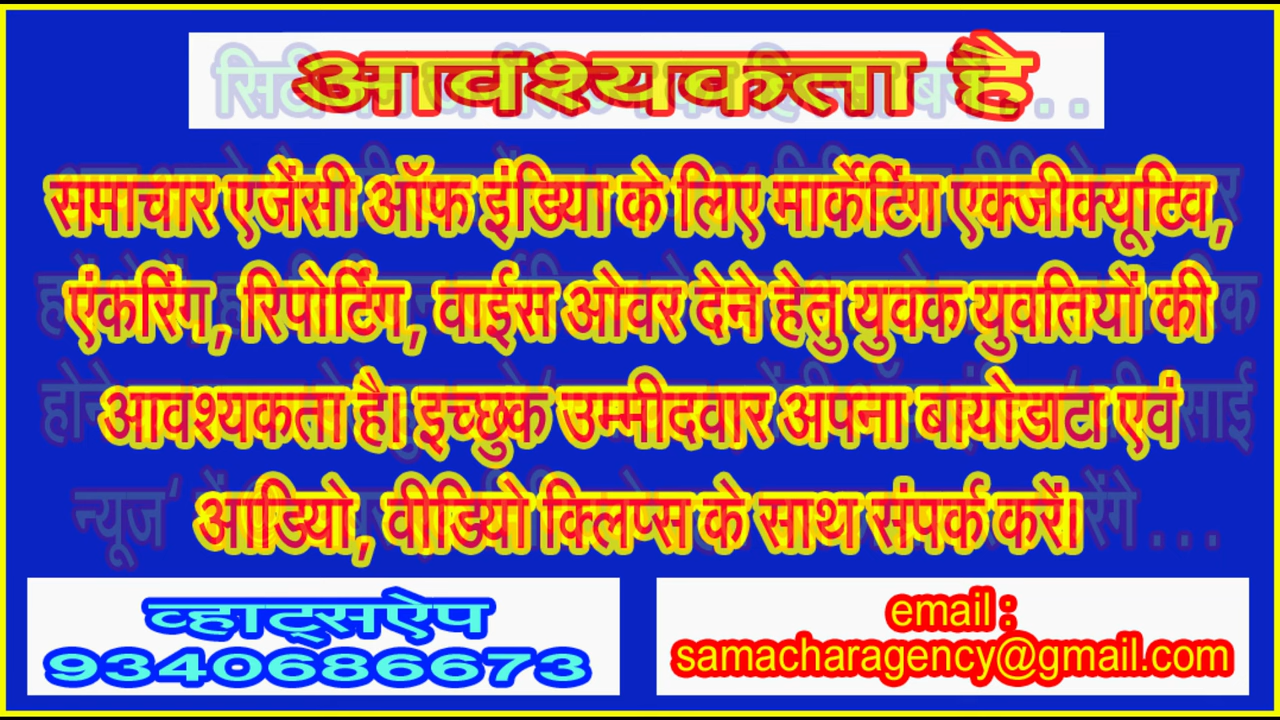 आवश्यकता है
समाचार एजेंसी ऑफ इंडिया के लिए मार्केटिंग एक्जीक्यूटिव,
एंकरिंग, रिपोर्टिंग, वाईस ओवर देने हेतु युवक युवतियों की
आवश्यकता है। इच्छुक उम्मीदवार अपना बायोडाटा एवं
आडियो, वीडियो क्लिप्स के साथ संपर्क करें।
व्हाट्सऐप
9340686673
email :
samacharagency@gmail.com